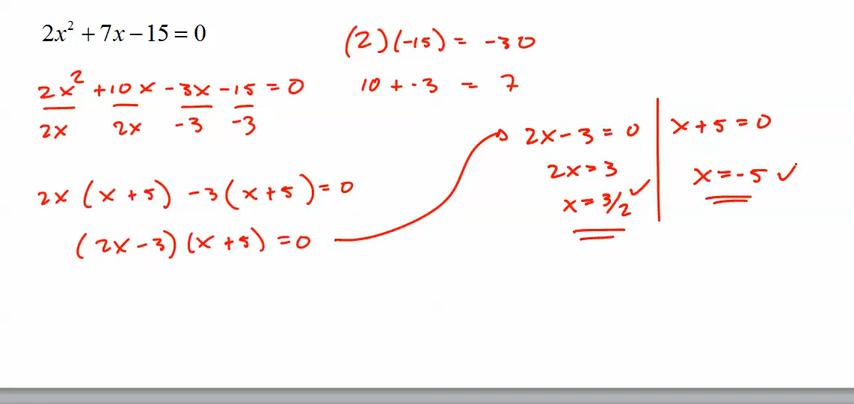 2x² + 7x − 15 = 0
(2)(-15) = -30
10 + -3 = 7
2x² + 10x - 3x - 15 = 0
2x 2x -3 -3
2x (x + 5) - 3 (x + 5) = 0
(2x - 3)(x + 5) = 0
2x - 3 = 0
2x = 3
x = 3/2 ✓
x + 5 = 0
x = -5 ✓